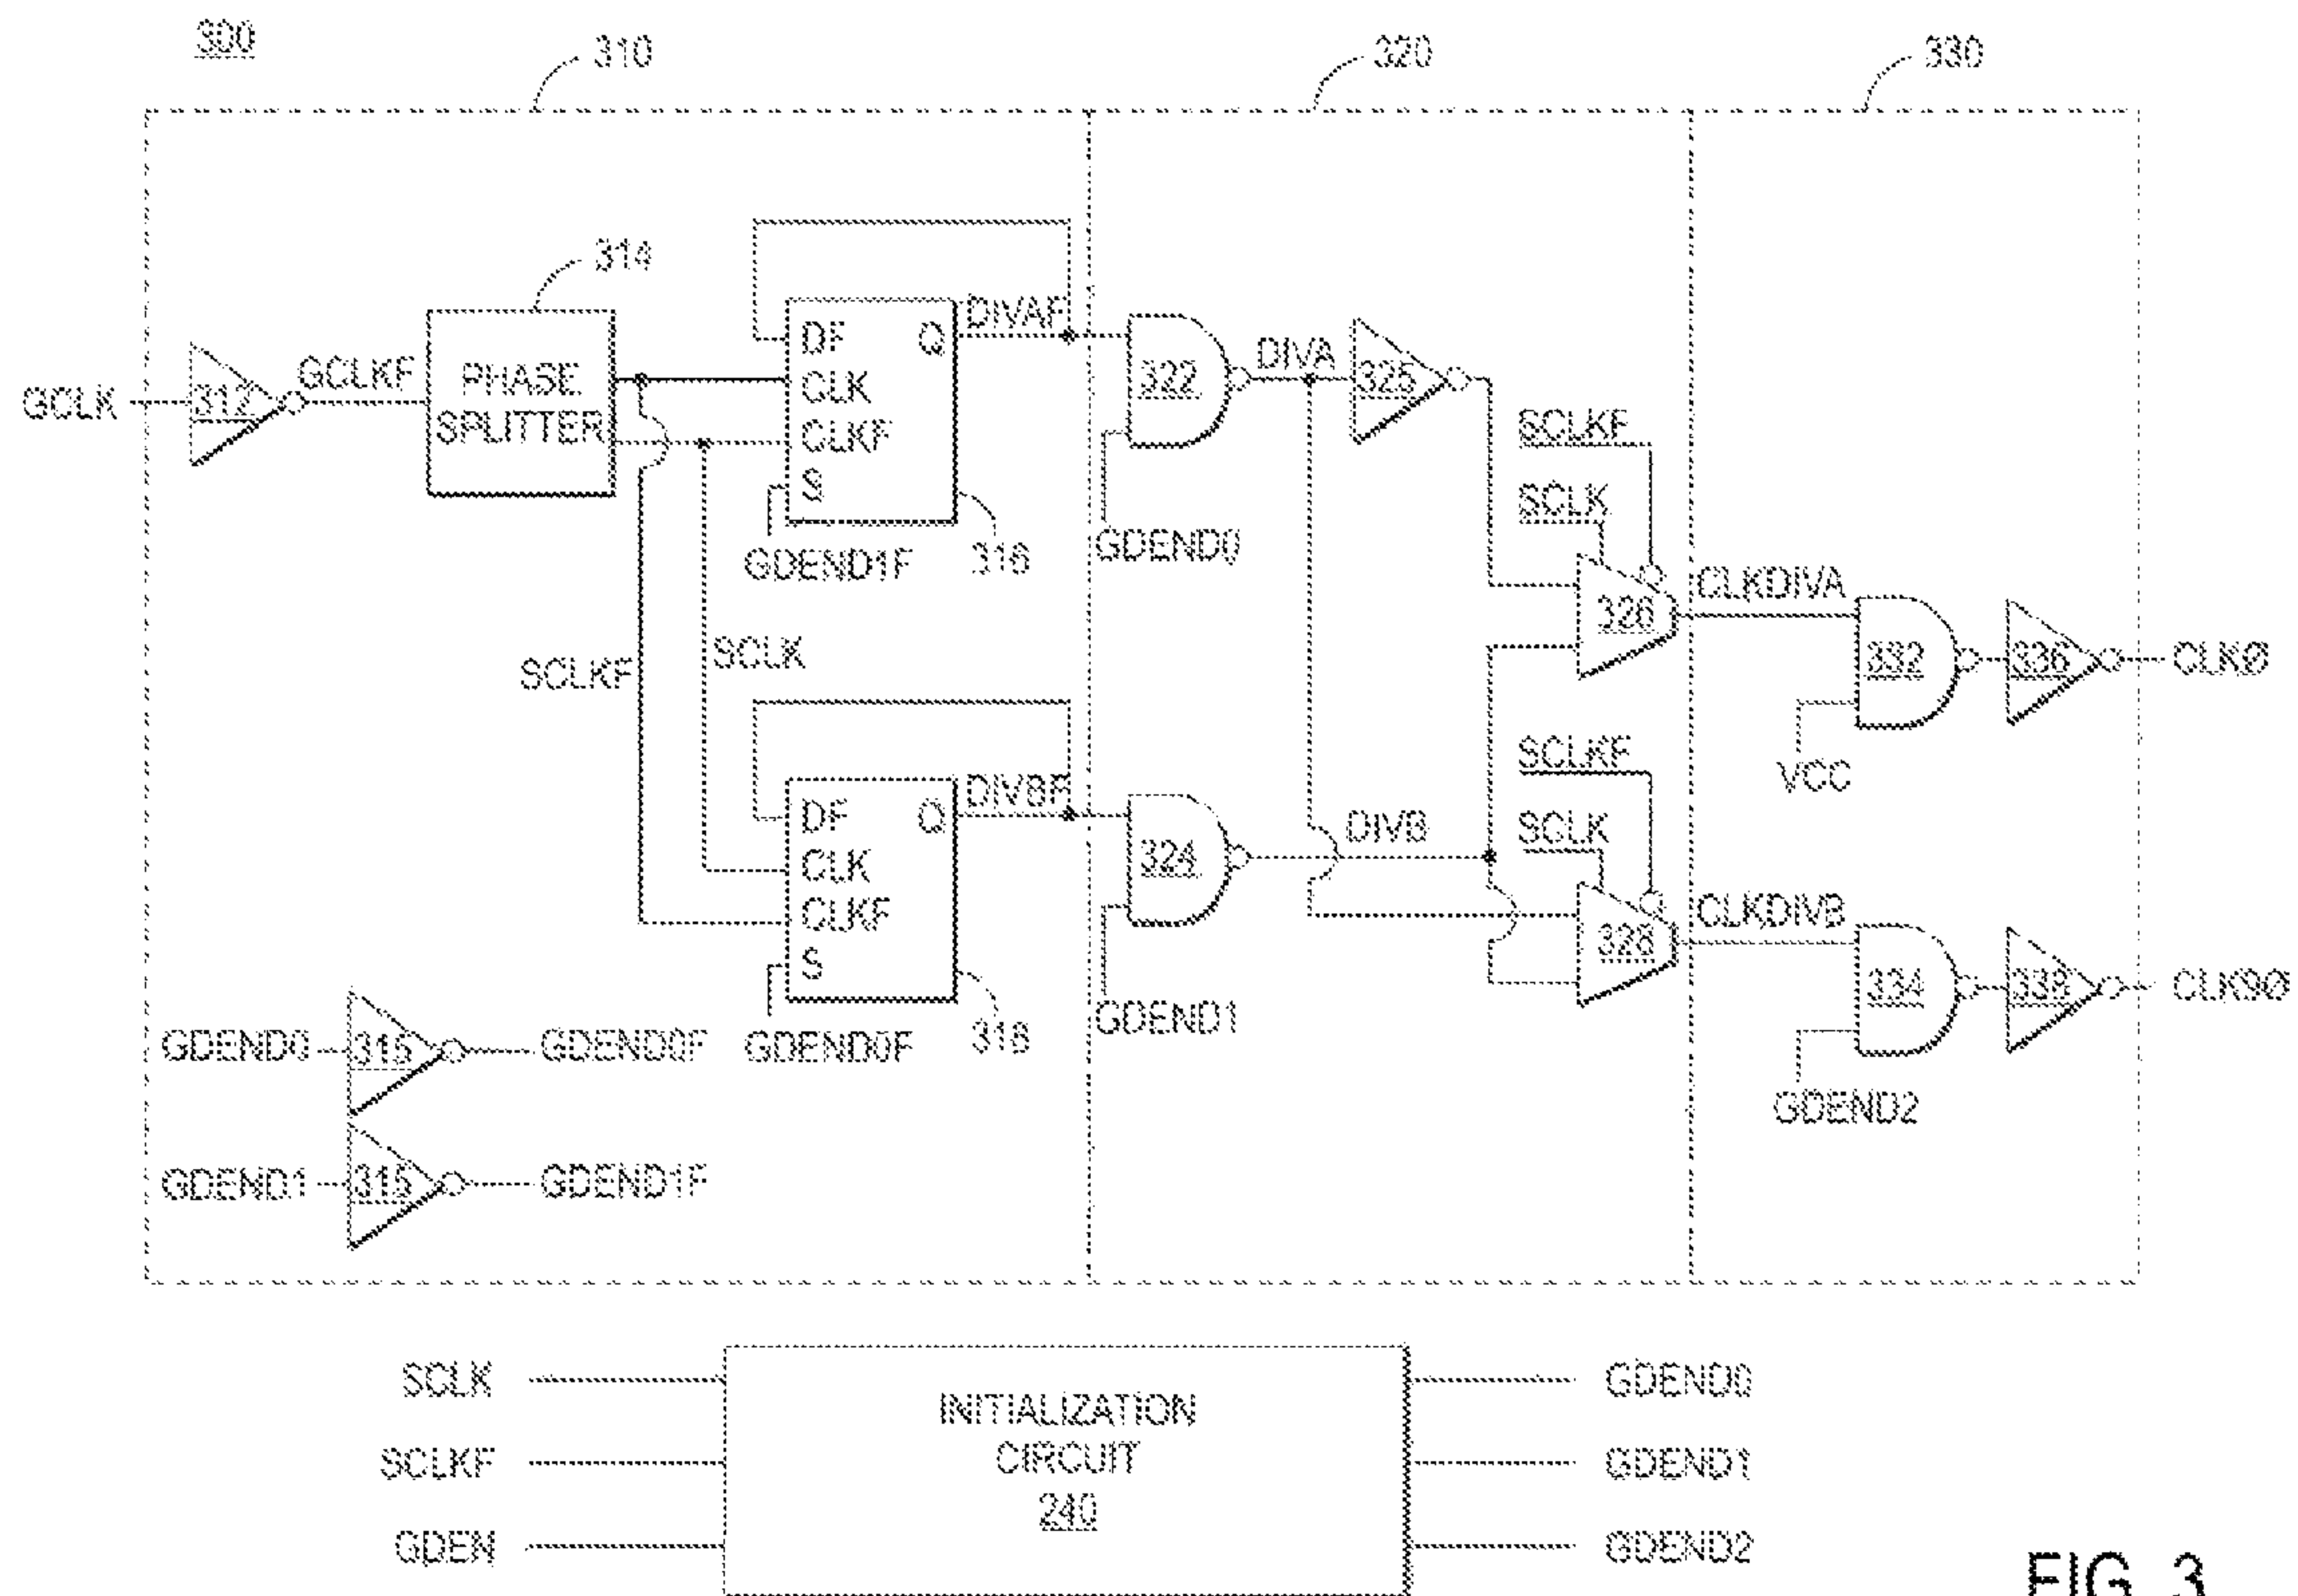 300
310
320
330
314
GCLK
312
GCLKF
PHASE
SPLITTER
DF
Q
CLK
CLKF
S
DIVAF
GDEND1F
316
SCLKF
SCLK
DF
Q
CLK
CLKF
S
DIVBF
GDEND0F
318
GDEND0
315
GDEND0F
GDEND1
315
GDEND1F
322
GDEND0
DIVA
325
324
GDEND1
DIVB
SCLKF
SCLK
326
SCLKF
SCLK
328
CLKDIVA
332
VCC
336
CLKØ
CLKDIVB
334
GDEND2
338
CLK9Ø
SCLK
SCLKF
GDEN
INITIALIZATION
CIRCUIT
240
GDEND0
GDEND1
GDEND2
FIG. 3